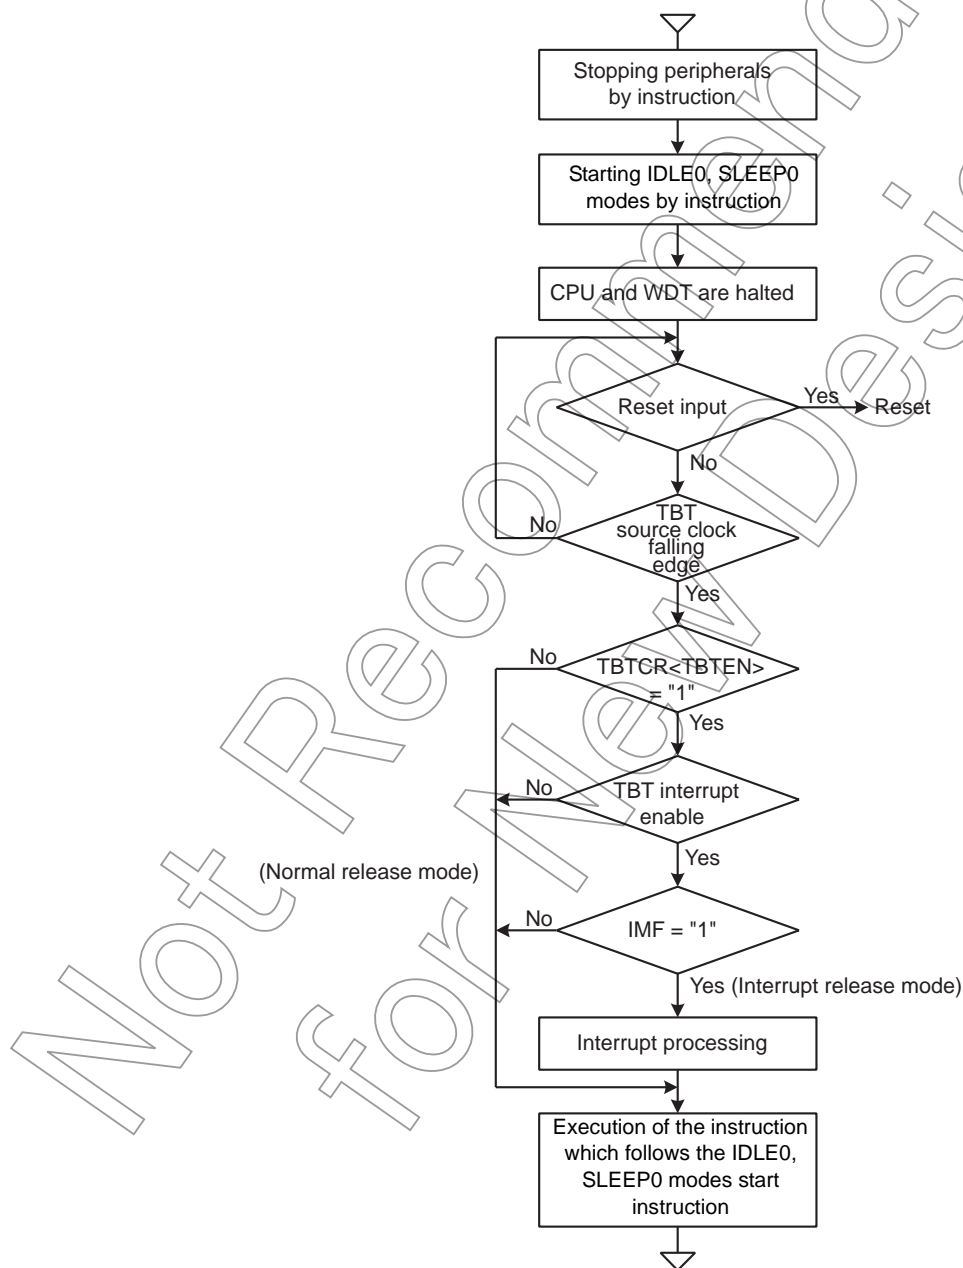 Stopping peripherals
by instruction
Starting IDLE0, SLEEP0
modes by instruction
CPU and WDT are halted
Reset input
Yes
Reset
No
No
TBT
source clock
falling
edge
Yes
No
TBTCR<TBTEN>
= "1"
Yes
No
TBT interrupt
enable
Yes
(Normal release mode)
No
IMF = "1"
Yes (Interrupt release mode)
Interrupt processing
Execution of the instruction
which follows the IDLE0,
SLEEP0 modes start
instruction
Not Recommend
for New Desi